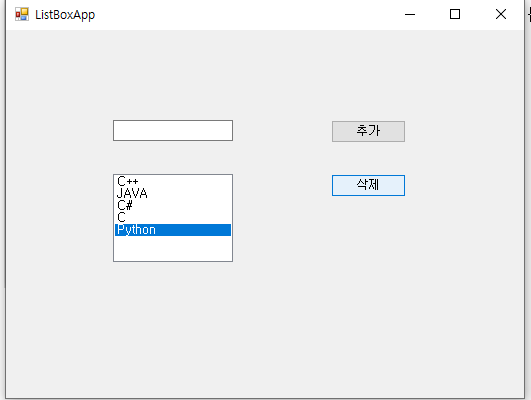 ListBoxApp
추가
C++
JAVA
C#
C
Python
삭제